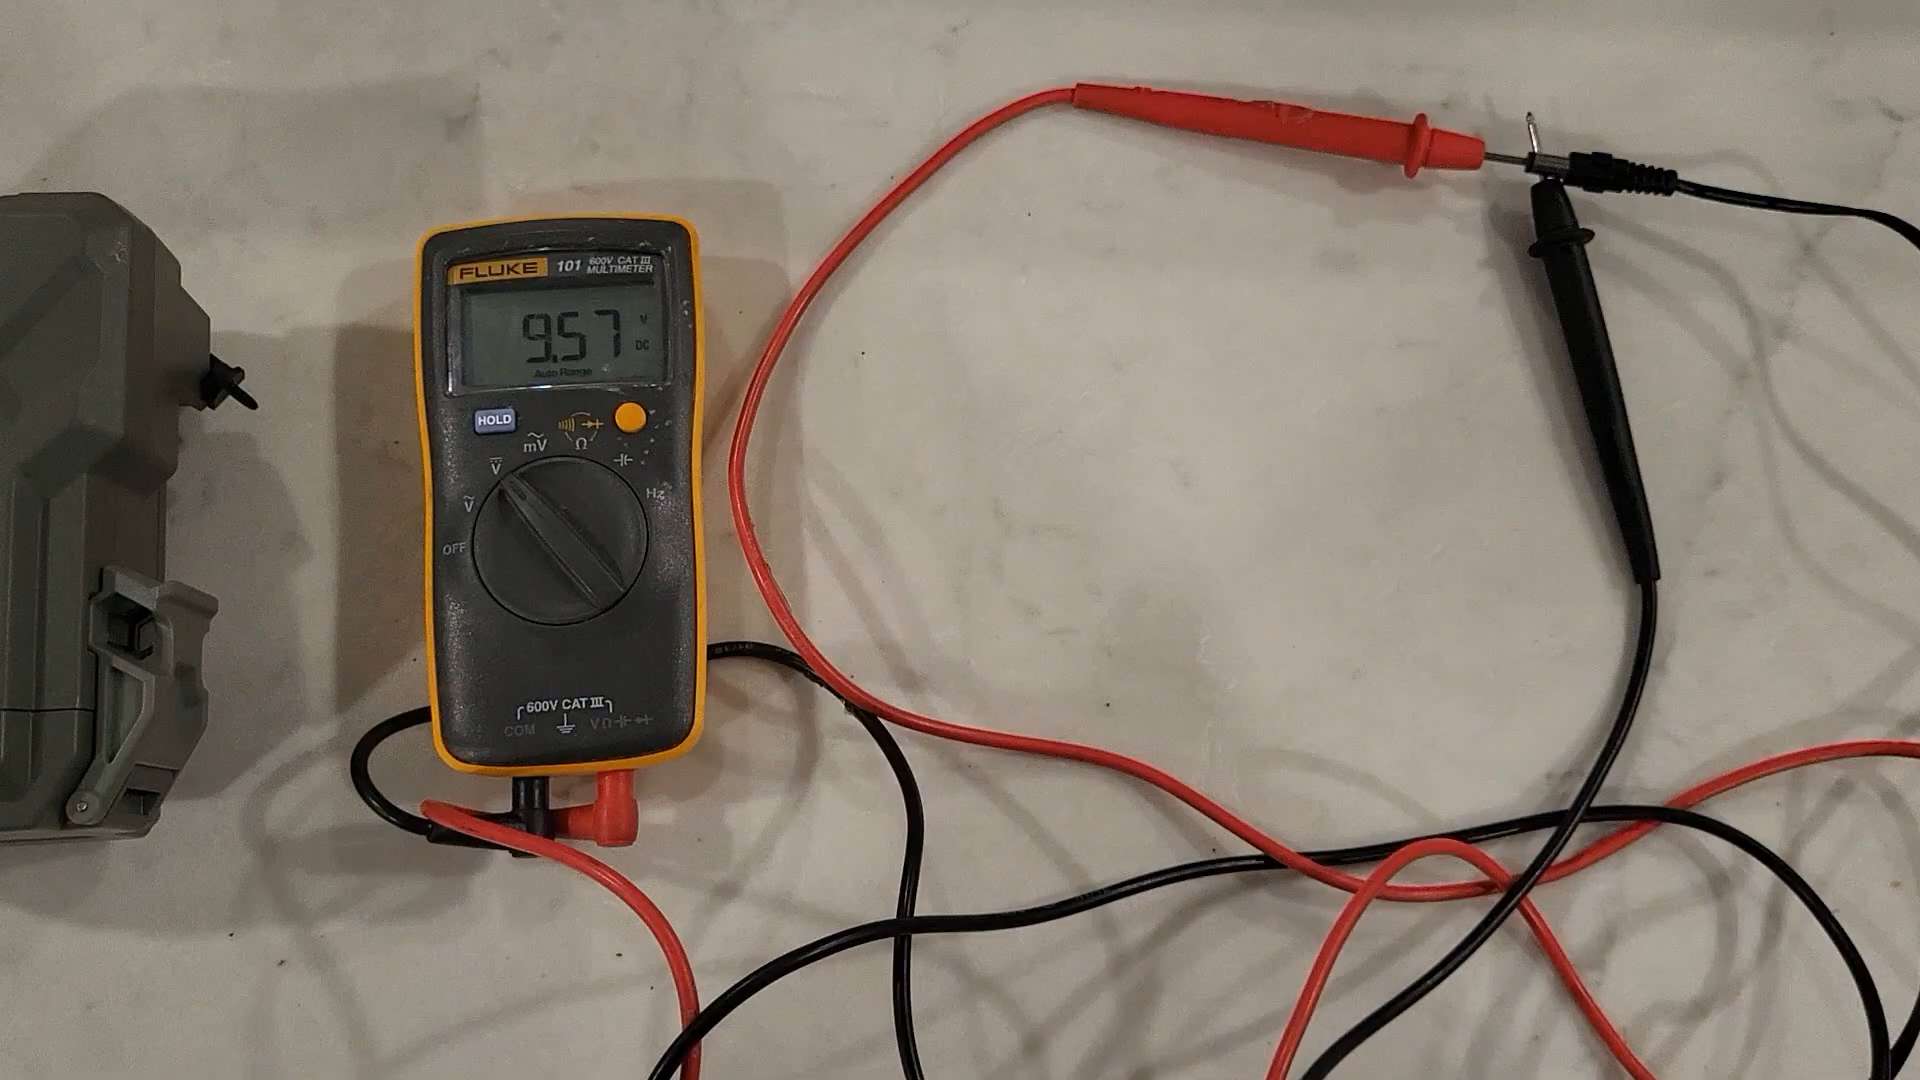 FLUKE 101 600V CAT III
MULTIMETER
9.57 V
DC
Auto Range
HOLD
mV
Ω
V
Hz
V
OFF
600V CAT III
COM VΩ